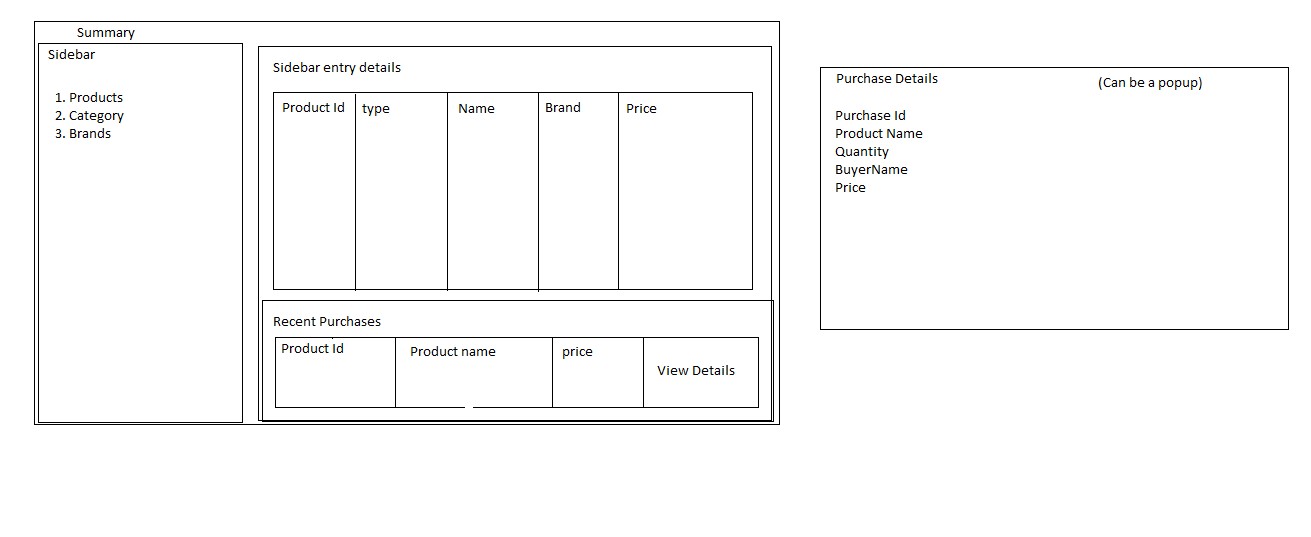 Summary
Sidebar
1. Products
2. Category
3. Brands
Sidebar entry details
Product Id type Name Brand Price
Recent Purchases
Product Id Product name price View Details
Purchase Details (Can be a popup)
Purchase Id
Product Name
Quantity
BuyerName
Price